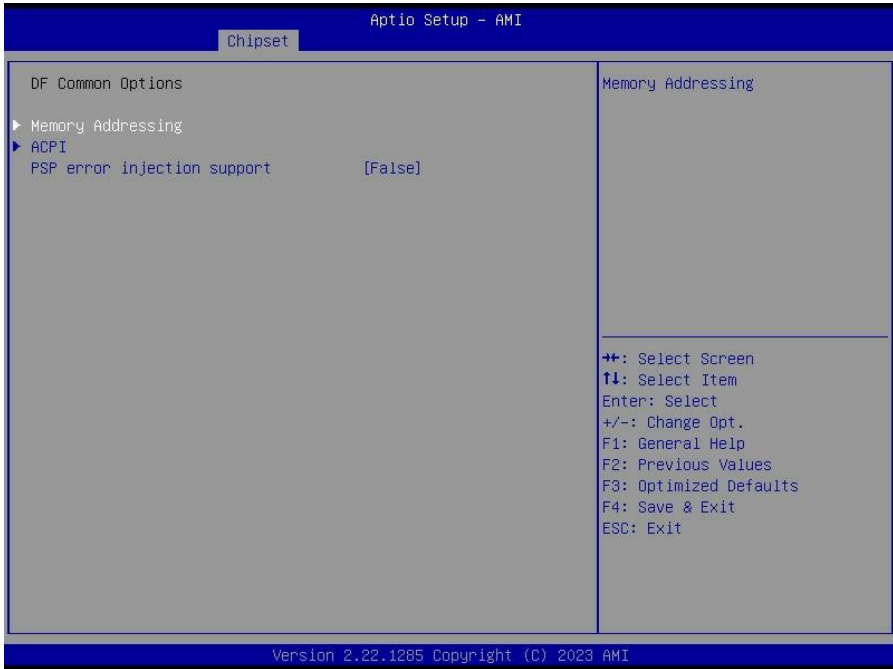 Aptio Setup – AMI
Chipset
DF Common Options
Memory Addressing
ACPI
PSP error injection support [False]
Memory Addressing
→←: Select Screen
↑↓: Select Item
Enter: Select
+/-: Change Opt.
F1: General Help
F2: Previous Values
F3: Optimized Defaults
F4: Save & Exit
ESC: Exit
Version 2.22.1285 Copyright (C) 2023 AMI